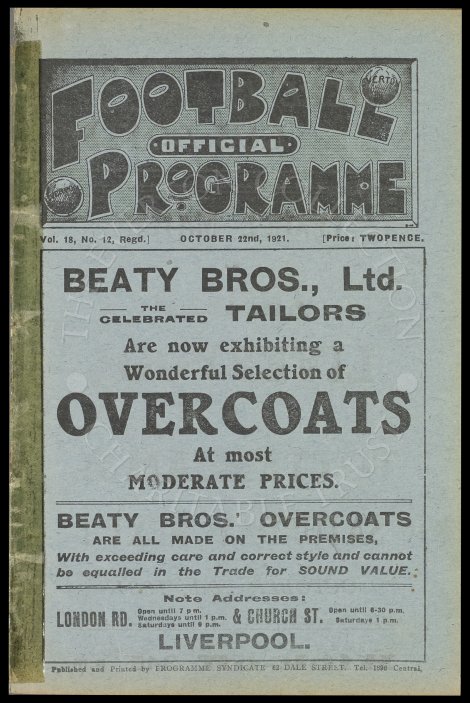 FOOTBALL
EVERTON
OFFICIAL
PROGRAMME
Vol. 18, No. 12, Regd.] OCTOBER 22nd, 1921. [Price: TWOPENCE.
BEATY BROS., Ltd.
THE CELEBRATED TAILORS
Are now exhibiting a
Wonderful Selection of
OVERCOATS
At most
MODERATE PRICES.
BEATY BROS.' OVERCOATS
ARE ALL MADE ON THE PREMISES,
With exceeding care and correct style and cannot
be equalled in the Trade for SOUND VALUE.
Note Addresses:
LONDON RD. Open until 7 p.m. Wednesdays until 1 p.m. Saturdays until 9 p.m. & CHURCH ST. Open until 6-30 p.m. Saturdays 1 p.m.
LIVERPOOL.
Published and Printed by PROGRAMME SYNDICATE 62 DALE STREET. Tel. 1896 Central.